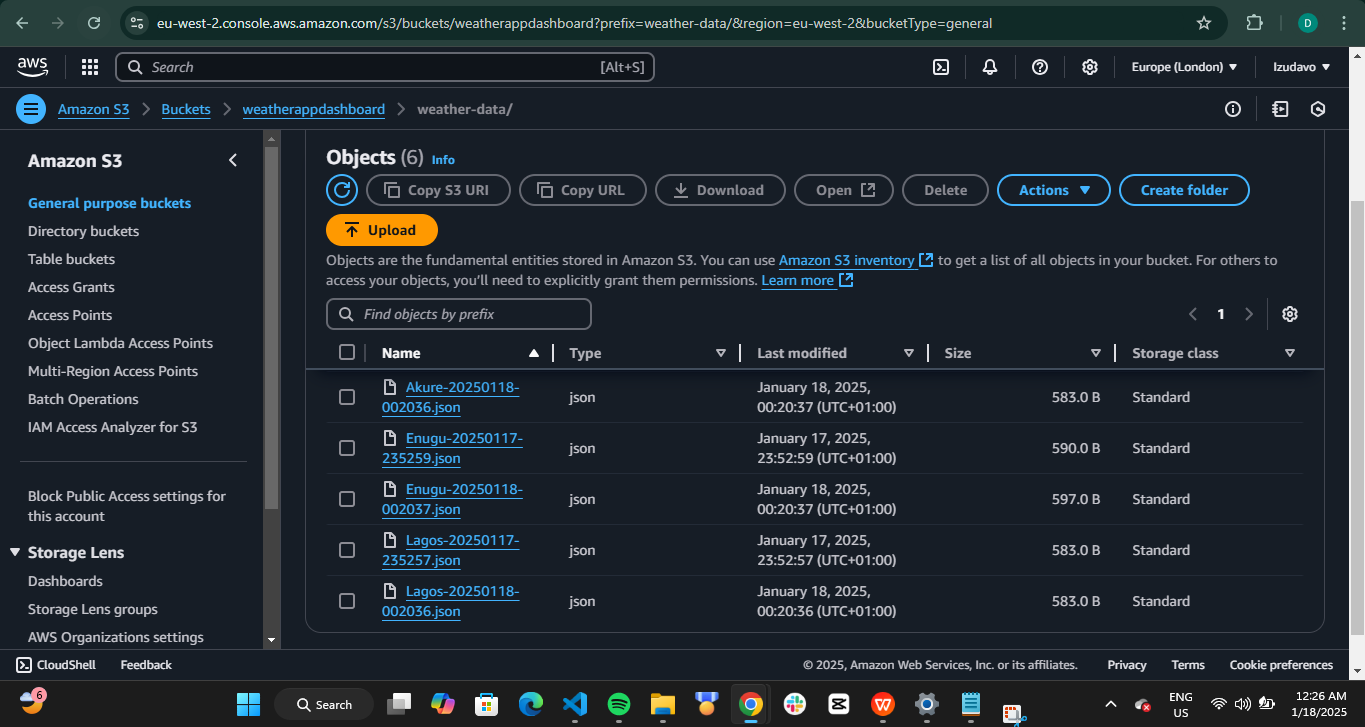 eu-west-2.console.aws.amazon.com/s3/buckets/weatherappdashboard?prefix=weather-data/&region=eu-west-2&bucketType=general
D
aws
Search [Alt+S]
Europe (London)
Izudavo
Amazon S3
Buckets
weatherappdashboard
weather-data/
Amazon S3
General purpose buckets
Directory buckets
Table buckets
Access Grants
Access Points
Object Lambda Access Points
Multi-Region Access Points
Batch Operations
IAM Access Analyzer for S3
Block Public Access settings for
this account
Storage Lens
Dashboards
Storage Lens groups
AWS Organizations settings
Objects (6) Info
Copy S3 URI
Copy URL
Download
Open
Delete
Actions
Create folder
Upload
Objects are the fundamental entities stored in Amazon S3. You can use Amazon S3 inventory to get a list of all objects in your bucket. For others to
access your objects, you'll need to explicitly grant them permissions. Learn more
Find objects by prefix
1
Name Type Last modified Size Storage class
Akure-20250118-
002036.json
json
January 18, 2025,
00:20:37 (UTC+01:00)
583.0 B
Standard
Enugu-20250117-
235259.json
json
January 17, 2025,
23:52:59 (UTC+01:00)
590.0 B
Standard
Enugu-20250118-
002037.json
json
January 18, 2025,
00:20:37 (UTC+01:00)
597.0 B
Standard
Lagos-20250117-
235257.json
json
January 17, 2025,
23:52:57 (UTC+01:00)
583.0 B
Standard
Lagos-20250118-
002036.json
json
January 18, 2025,
00:20:36 (UTC+01:00)
583.0 B
Standard
CloudShell
Feedback
© 2025, Amazon Web Services, Inc. or its affiliates.
Privacy
Terms
Cookie preferences
6
Search
ENG
US
12:26 AM
1/18/2025